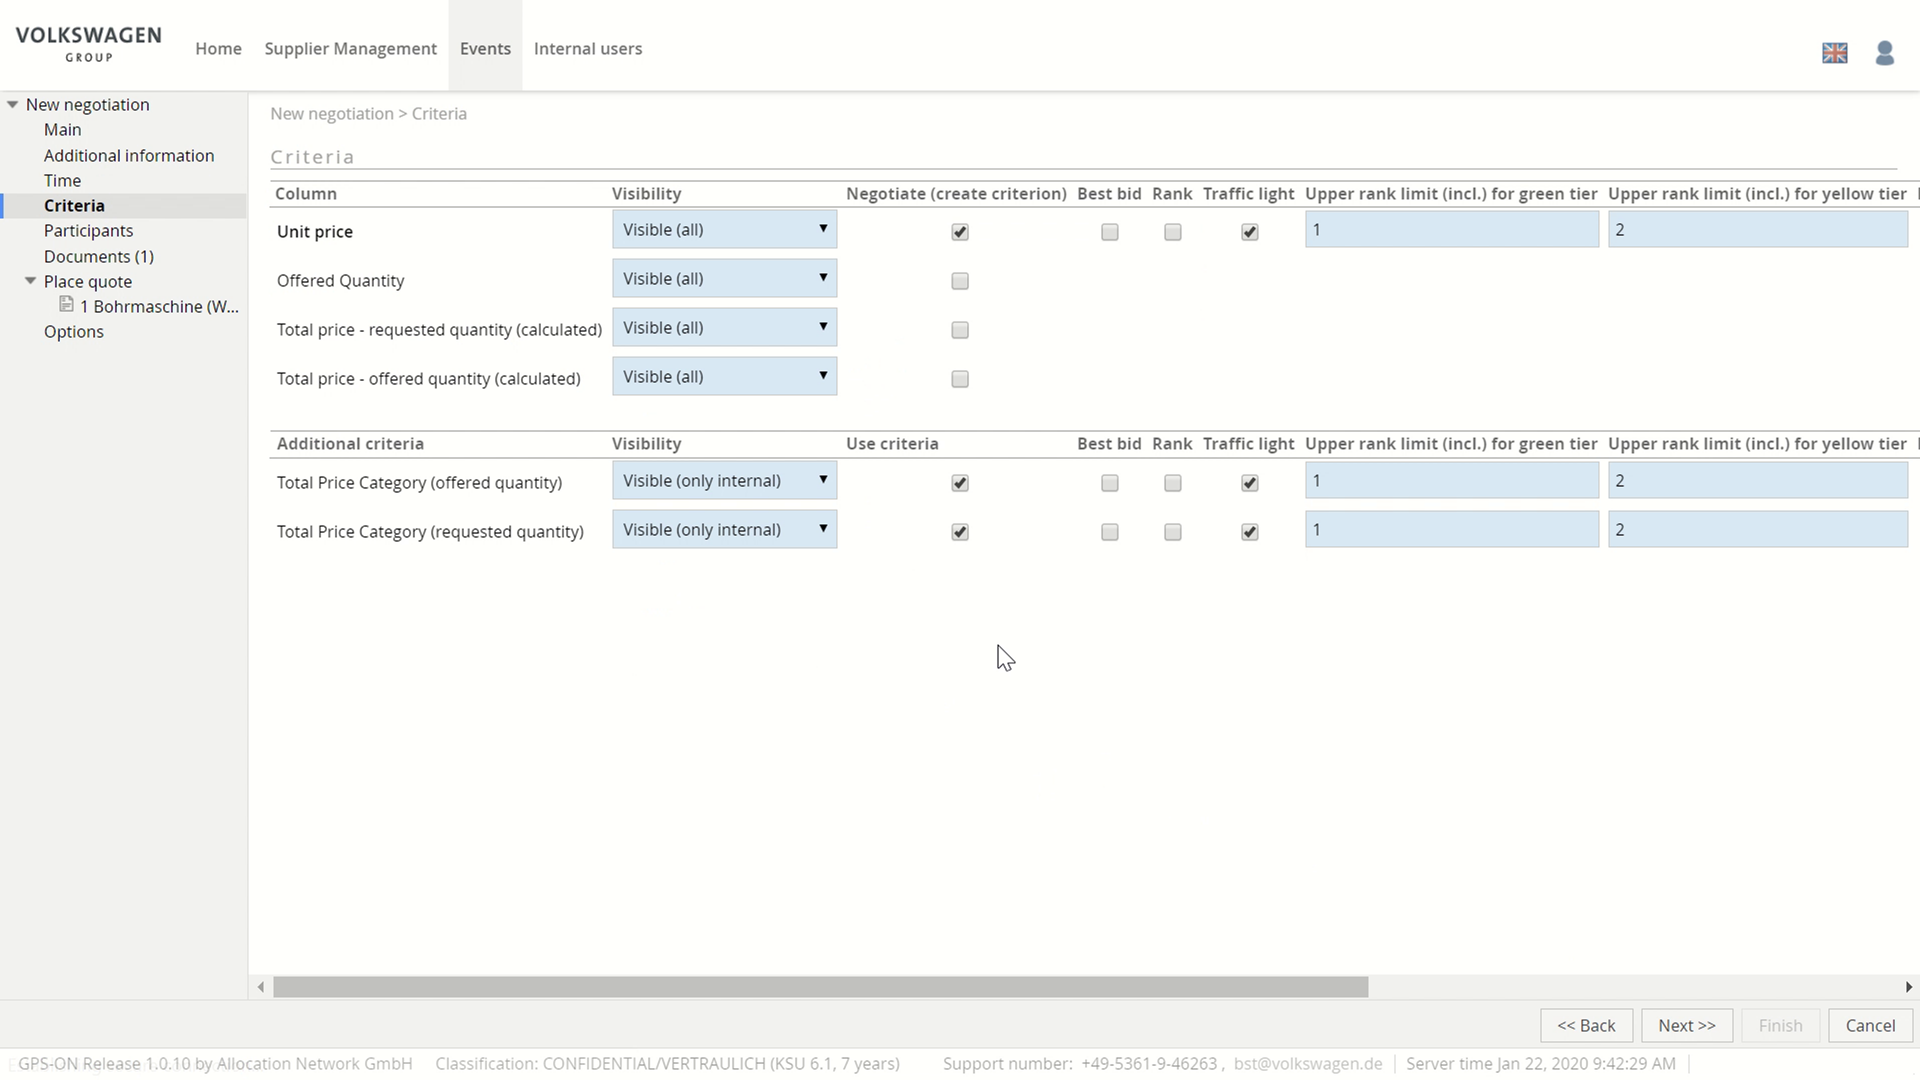 VOLKSWAGEN
GROUP
Home Supplier Management Events Internal users
New negotiation
Main
Additional information
Time
Criteria
Participants
Documents (1)
Place quote
1 Bohrmaschine (W...
Options
New negotiation > Criteria
Criteria
Column Visibility Negotiate (create criterion) Best bid Rank Traffic light Upper rank limit (incl.) for green tier Upper rank limit (incl.) for yellow tier
Unit price Visible (all) 1 2
Offered Quantity Visible (all)
Total price - requested quantity (calculated) Visible (all)
Total price - offered quantity (calculated) Visible (all)
Additional criteria Visibility Use criteria Best bid Rank Traffic light Upper rank limit (incl.) for green tier Upper rank limit (incl.) for yellow tier
Total Price Category (offered quantity) Visible (only internal) 1 2
Total Price Category (requested quantity) Visible (only internal) 1 2
<< Back Next >> Finish Cancel
GPS-ON Release 1.0.10 by Allocation Network GmbH Classification: CONFIDENTIAL/VERTRAULICH (KSU 6.1, 7 years) Support number: +49-5361-9-46263 , bst@volkswagen.de Server time Jan 22, 2020 9:42:29 AM